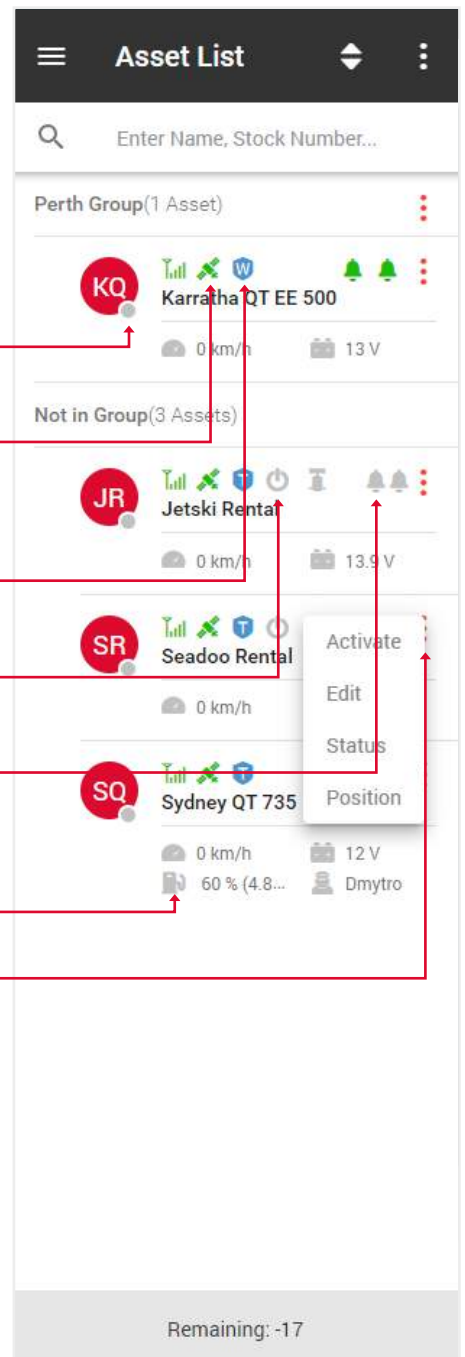 Asset List
Enter Name, Stock Number...
Perth Group(1 Asset)
KQ
W
Karratha QT EE 500
0 km/h 13 V
Not in Group(3 Assets)
JR
T
Jetski Rental
0 km/h 13.9 V
SR
T
Seadoo Rental
Activate
Edit
0 km/h
Status
SQ
T
Sydney QT 735
Position
0 km/h 12 V
60 % (4.8... Dmytro
Remaining: -17